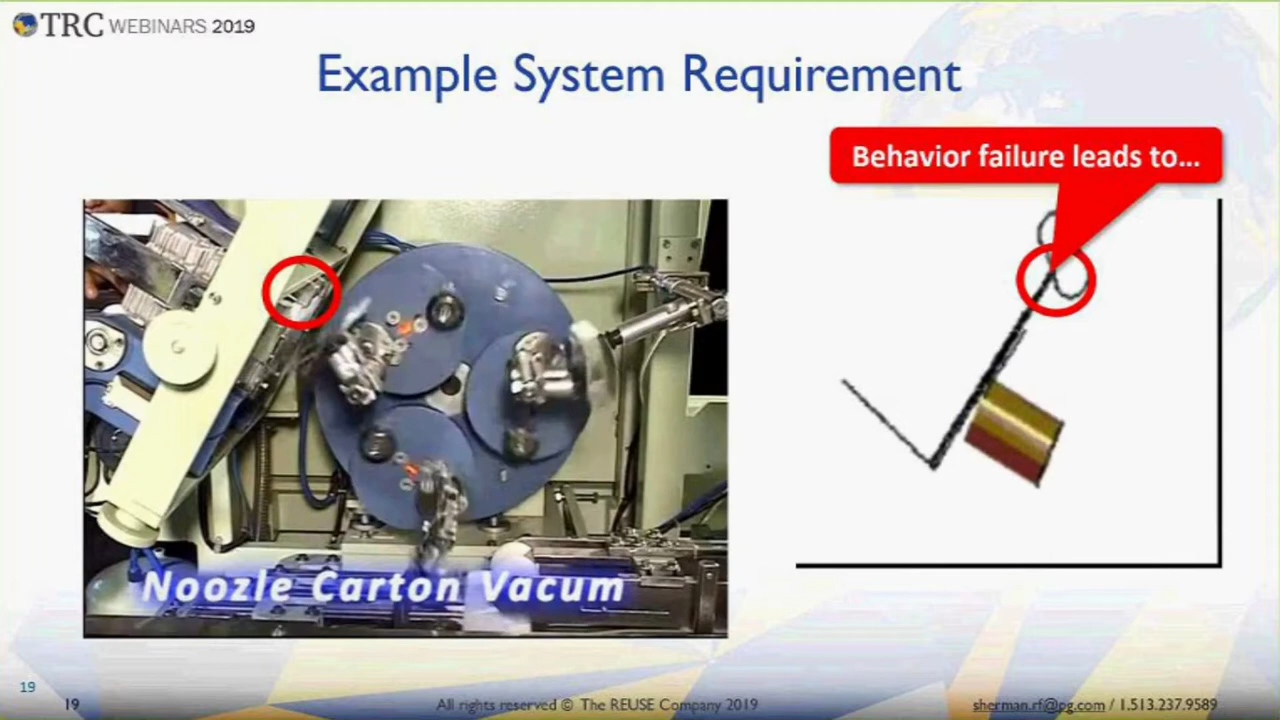 TRC WEBINARS 2019
Example System Requirement
Behavior failure leads to...
Noozle Carton Vacum
19
19
All rights reserved © The REUSE Company 2019
sherman.rf@pg.com / 1.513.237.9589